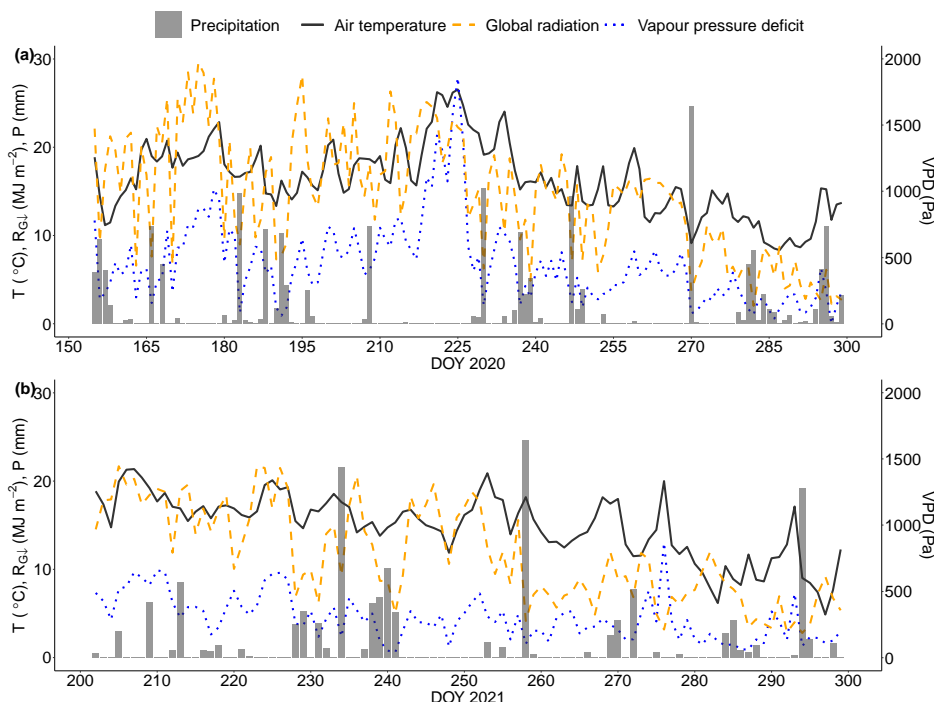 Precipitation Air temperature Global radiation Vapour pressure deficit
(a)
30
20
10
0
T ( °C), RG↓ (MJ m−2), P (mm)
2000
1500
1000
500
0
VPD (Pa)
150 165 180 195 210 225 240 255 270 285 300
DOY 2020
(b)
30
20
10
0
T ( °C), RG↓ (MJ m−2), P (mm)
2000
1500
1000
500
0
VPD (Pa)
200 210 220 230 240 250 260 270 280 290 300
DOY 2021